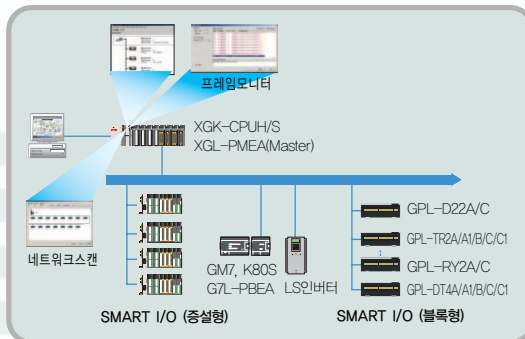 프레임모니터
XGK-CPUH/S
XGL-PMEA(Master)
네트워크스캔
GM7, K80S
G7L-PBEA
LS인버터
GPL-D22A/C
GPL-TR2A/A1/B/C/C1
GPL-RY2A/C
GPL-DT4A/A1/B/C/C1
SMART I/O (증설형)
SMART I/O (블록형)